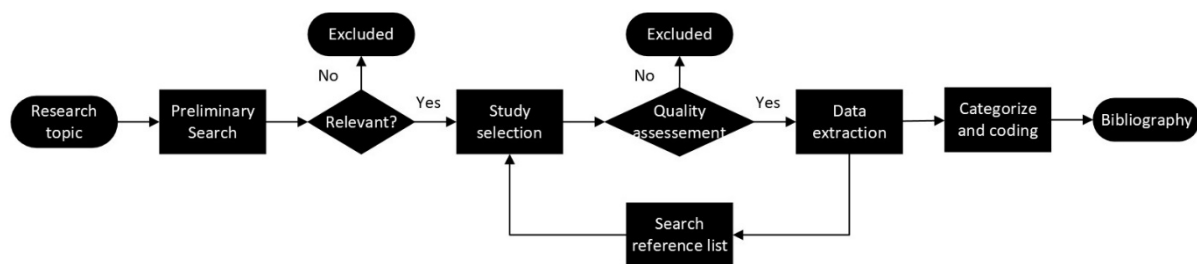 Excluded
Excluded
No
No
Research
topic
Preliminary
Search
Relevant?
Yes
Study
selection
Quality
assessement
Yes
Data
extraction
Categorize
and coding
Bibliography
Search
reference list